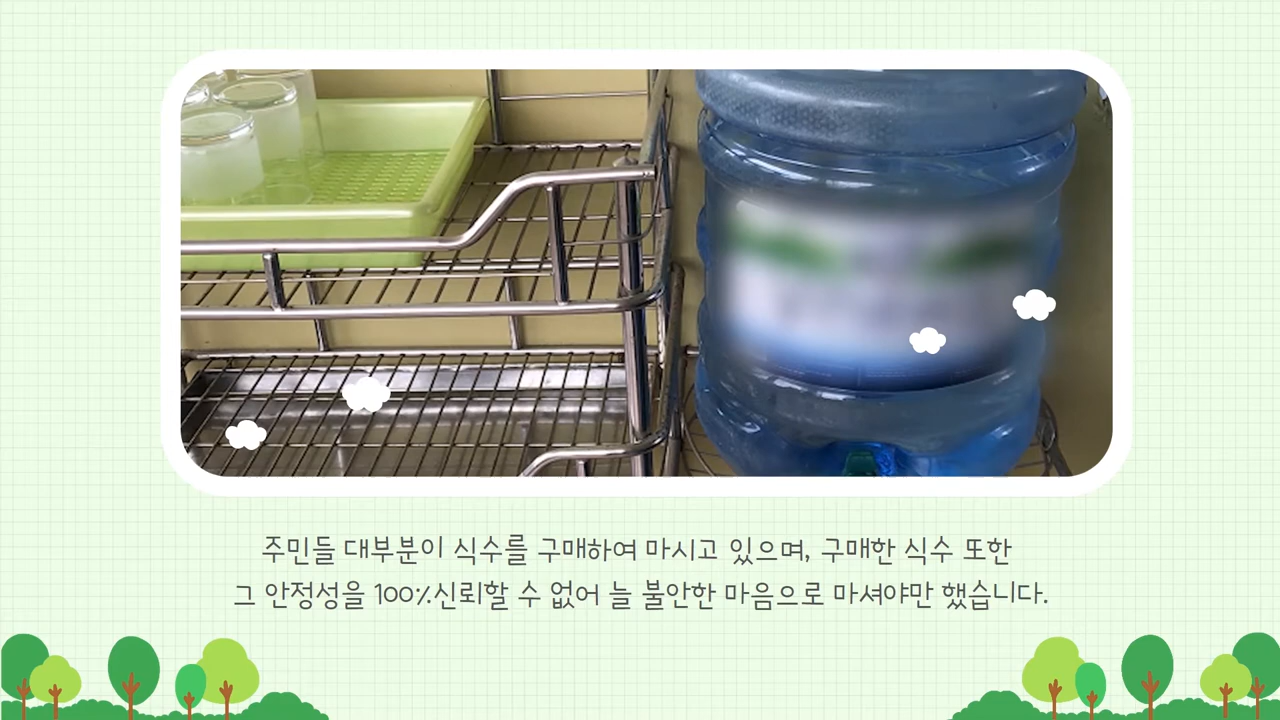 주민들 대부분이 식수를 구매하여 마시고 있으며, 구매한 식수 또한
그 안정성을 100%신뢰할 수 없어 늘 불안한 마음으로 마셔야만 했습니다.